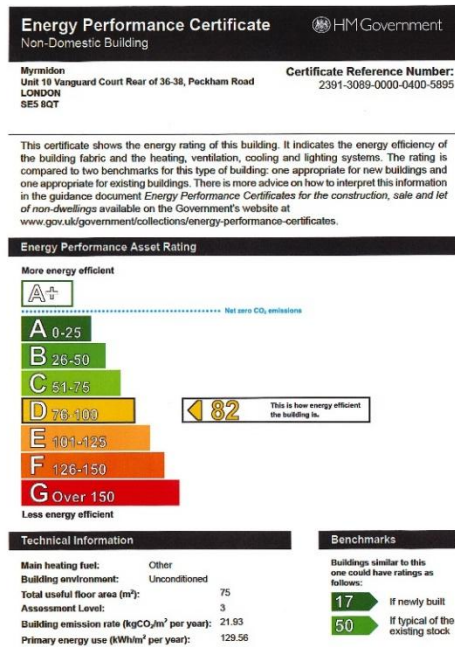 Energy Performance Certificate
HM Government
Non-Domestic Building
Myrmidon
Unit 10 Vanguard Court Rear of 36-38, Peckham Road
LONDON
SE5 8QT
Certificate Reference Number:
2391-3089-0000-0400-5895
This certificate shows the energy rating of this building. It indicates the energy efficiency of
the building fabric and the heating, ventilation, cooling and lighting systems. The rating is
compared to two benchmarks for this type of building: one appropriate for new buildings and
one appropriate for existing buildings. There is more advice on how to interpret this information
in the guidance document Energy Performance Certificates for the construction, sale and let
of non-dwellings available on the Government's website at
www.gov.uk/government/collections/energy-performance-certificates.
Energy Performance Asset Rating
More energy efficient
A+
Net zero CO₂ emissions
A 0-25
B 26-50
C 51-75
D 76-100
82
This is how energy efficient
the building is.
E 101-125
F 126-150
G Over 150
Less energy efficient
Technical Information
Main heating fuel: Other
Building environment: Unconditioned
Total useful floor area (m²): 75
Assessment Level: 3
Building emission rate (kgCO₂/m² per year): 21.93
Primary energy use (kWh/m² per year): 129.56
Benchmarks
Buildings similar to this
one could have ratings as
follows:
17 If newly built
50 If typical of the
existing stock